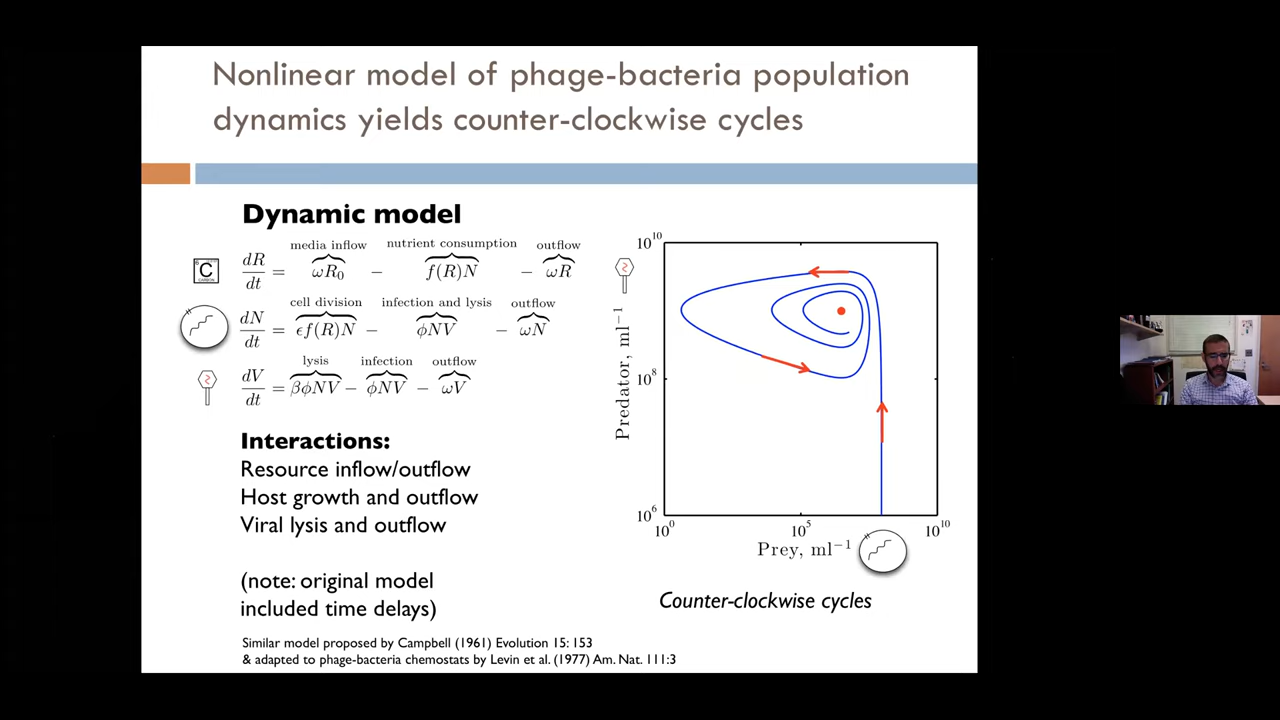 Nonlinear model of phage-bacteria population
dynamics yields counter-clockwise cycles
Dynamic model
media inflow nutrient consumption outflow
C CARBON dR/dt = ωR₀ − f(R)N − ωR
cell division infection and lysis outflow
dN/dt = ϵf(R)N − ϕNV − ωN
lysis infection outflow
dV/dt = βϕNV − ϕNV − ωV
Interactions:
Resource inflow/outflow
Host growth and outflow
Viral lysis and outflow
(note: original model
included time delays)
Similar model proposed by Campbell (1961) Evolution 15: 153
& adapted to phage-bacteria chemostats by Levin et al. (1977) Am. Nat. 111:3
10¹⁰
10⁸
10⁶
Predator, ml⁻¹
10⁰ 10⁵ 10¹⁰
Prey, ml⁻¹
Counter-clockwise cycles